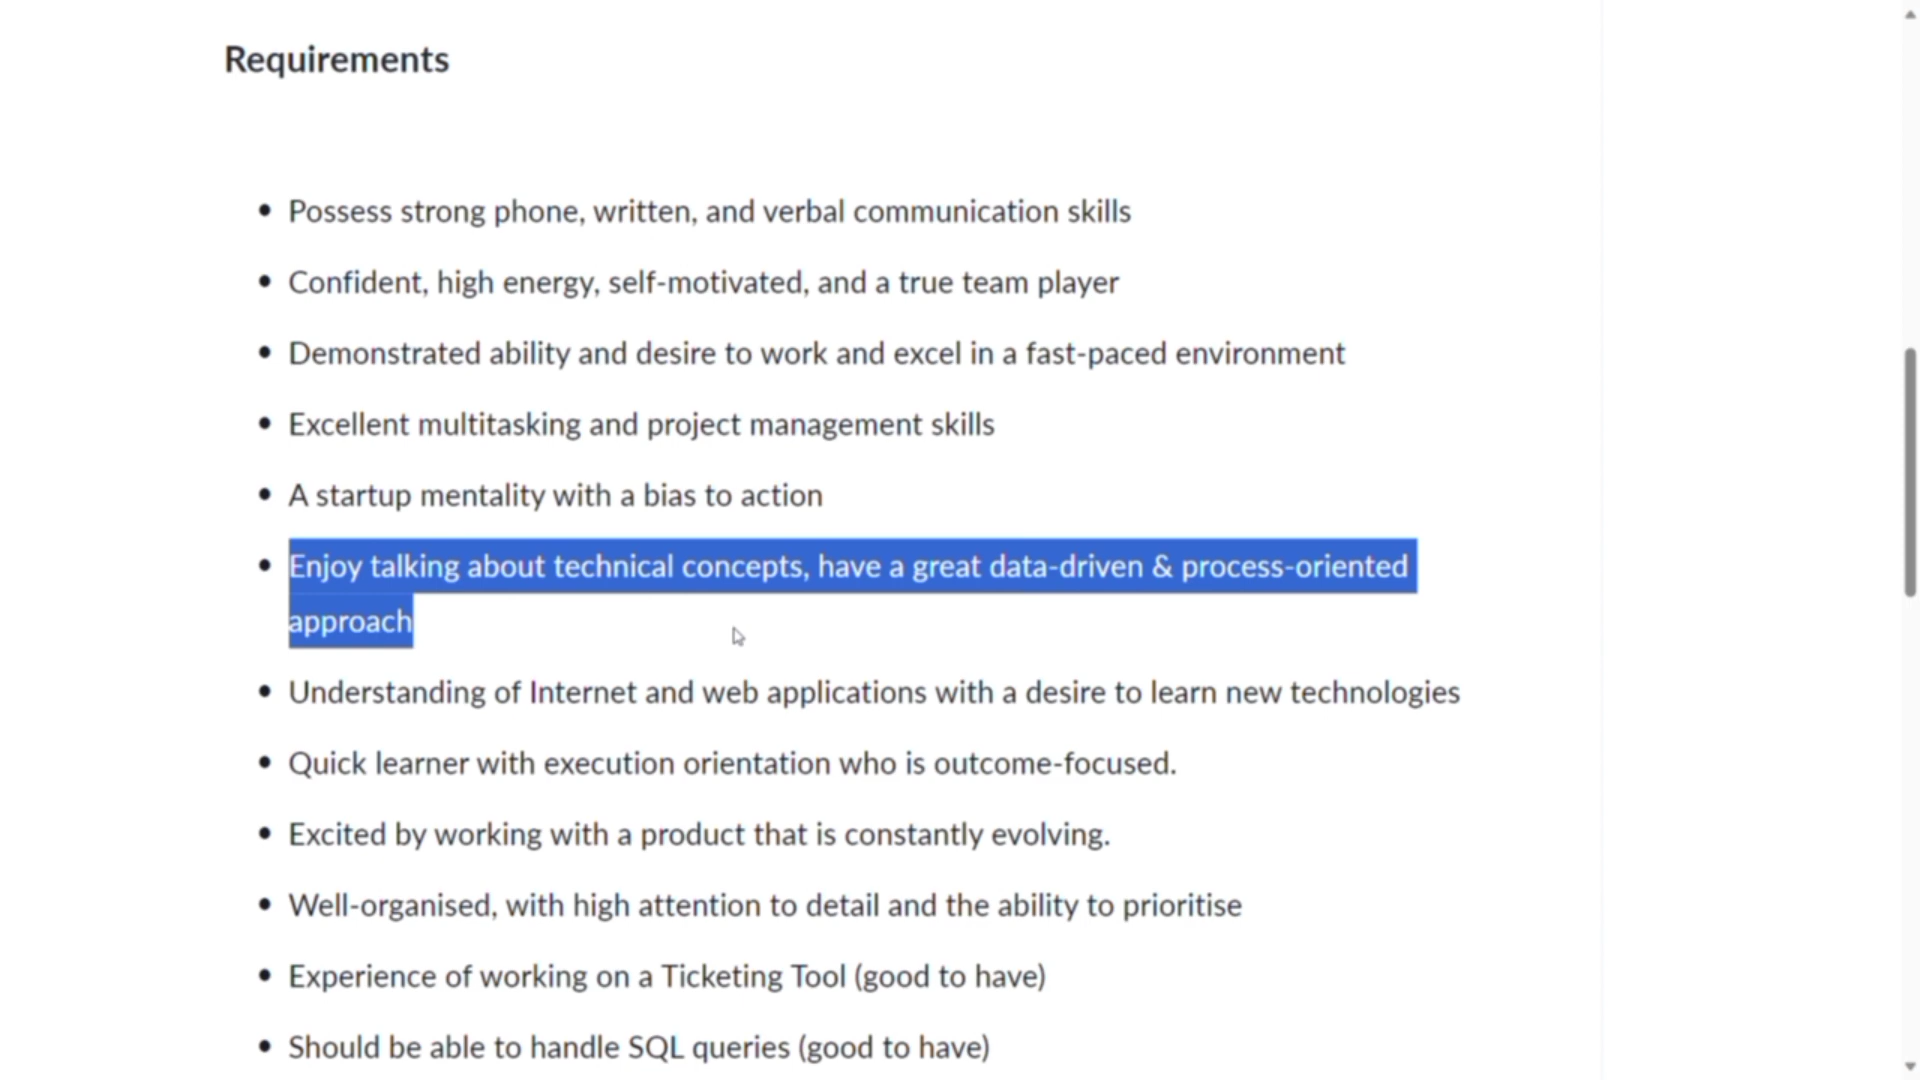 Requirements
• Possess strong phone, written, and verbal communication skills
• Confident, high energy, self-motivated, and a true team player
• Demonstrated ability and desire to work and excel in a fast-paced environment
• Excellent multitasking and project management skills
• A startup mentality with a bias to action
• Enjoy talking about technical concepts, have a great data-driven & process-oriented
approach
• Understanding of Internet and web applications with a desire to learn new technologies
• Quick learner with execution orientation who is outcome-focused.
• Excited by working with a product that is constantly evolving.
• Well-organised, with high attention to detail and the ability to prioritise
• Experience of working on a Ticketing Tool (good to have)
• Should be able to handle SQL queries (good to have)